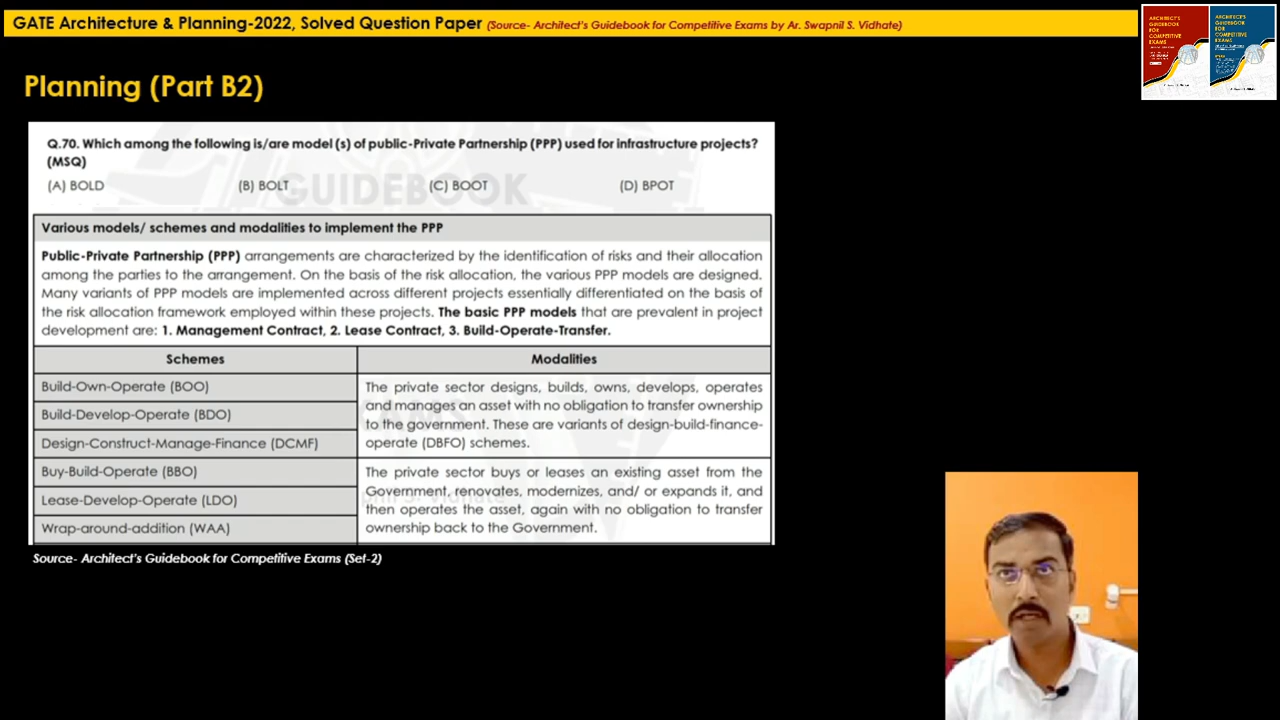 GATE Architecture & Planning-2022, Solved Question Paper (Source- Architect's Guidebook for Competitive Exams by Ar. Swapnil S. Vidhate)
ARCHITECT'S GUIDEBOOK FOR COMPETITIVE EXAMS
ARCHITECT'S GUIDEBOOK FOR COMPETITIVE EXAMS
Planning (Part B2)
Q.70. Which among the following is/are model (s) of public-Private Partnership (PPP) used for infrastructure projects?
(MSQ)
(A) BOLD (B) BOLT (C) BOOT (D) BPOT
GUIDEBOOK
Various models/ schemes and modalities to implement the PPP
Public-Private Partnership (PPP) arrangements are characterized by the identification of risks and their allocation
among the parties to the arrangement. On the basis of the risk allocation, the various PPP models are designed.
Many variants of PPP models are implemented across different projects essentially differentiated on the basis of
the risk allocation framework employed within these projects. The basic PPP models that are prevalent in project
development are: 1. Management Contract, 2. Lease Contract, 3. Build-Operate-Transfer.
Schemes Modalities
Build-Own-Operate (BOO)
Build-Develop-Operate (BDO)
Design-Construct-Manage-Finance (DCMF)
The private sector designs, builds, owns, develops, operates
and manages an asset with no obligation to transfer ownership
to the government. These are variants of design-build-finance-
operate (DBFO) schemes.
Buy-Build-Operate (BBO)
Lease-Develop-Operate (LDO)
Wrap-around-addition (WAA)
The private sector buys or leases an existing asset from the
Government, renovates, modernizes, and/ or expands it, and
then operates the asset, again with no obligation to transfer
ownership back to the Government.
Source- Architect's Guidebook for Competitive Exams (Set-2)